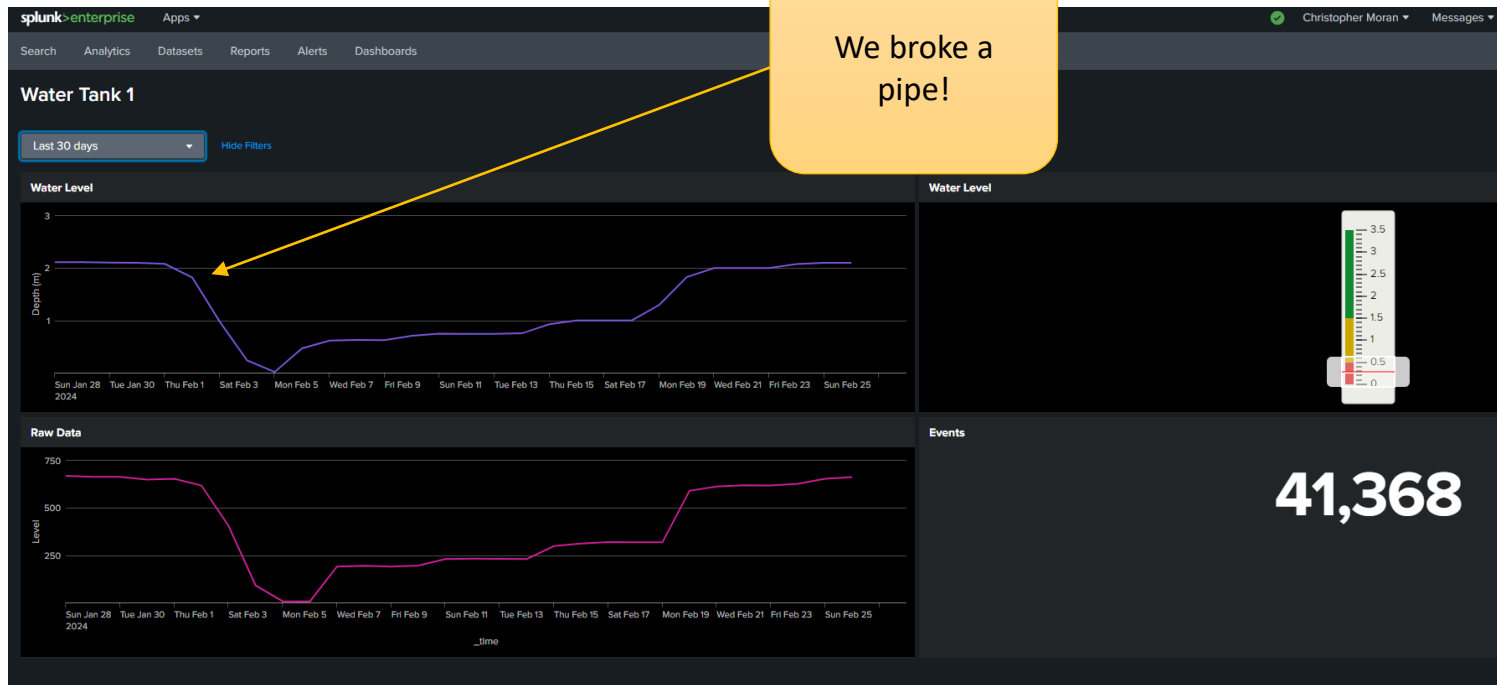 splunk>enterprise Apps ▾ Christopher Moran ▾ Messages ▾
We broke a
pipe!
Search Analytics Datasets Reports Alerts Dashboards
Water Tank 1
Last 30 days Hide Filters
Water Level
3
2
1
Depth (m)
Sun Jan 28 Tue Jan 30 Thu Feb 1 Sat Feb 3 Mon Feb 5 Wed Feb 7 Fri Feb 9 Sun Feb 11 Tue Feb 13 Thu Feb 15 Sat Feb 17 Mon Feb 19 Wed Feb 21 Fri Feb 23 Sun Feb 25
2024
Water Level
3.5
3
2.5
2
1.5
1
0.5
0
Raw Data
750
500
250
Level
Sun Jan 28 Tue Jan 30 Thu Feb 1 Sat Feb 3 Mon Feb 5 Wed Feb 7 Fri Feb 9 Sun Feb 11 Tue Feb 13 Thu Feb 15 Sat Feb 17 Mon Feb 19 Wed Feb 21 Fri Feb 23 Sun Feb 25
2024
_time
Events
41,368